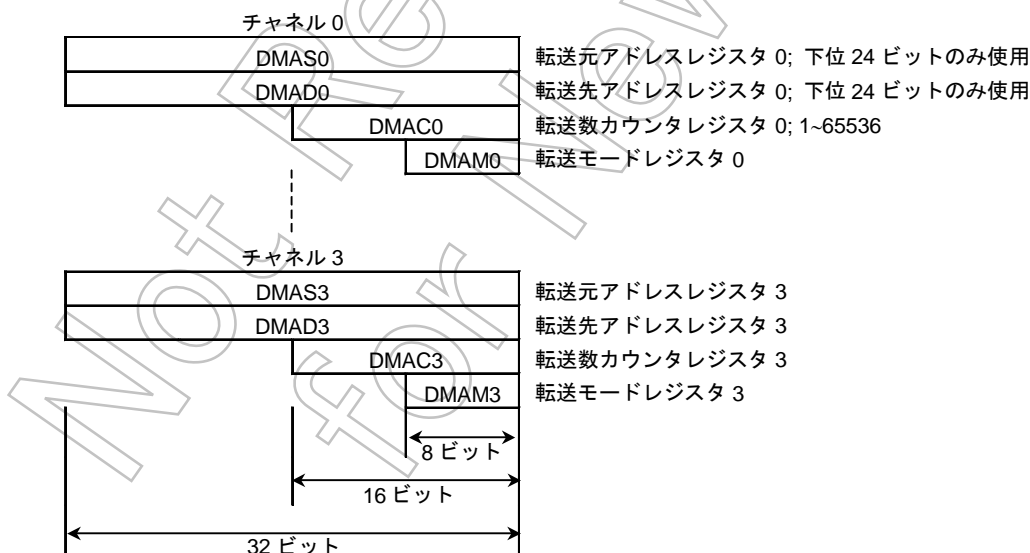 チャネル 0
DMAS0 転送元アドレスレジスタ 0; 下位 24 ビットのみ使用
DMAD0 転送先アドレスレジスタ 0; 下位 24 ビットのみ使用
DMAC0 転送数カウンタレジスタ 0; 1~65536
DMAM0 転送モードレジスタ 0
チャネル 3
DMAS3 転送元アドレスレジスタ 3
DMAD3 転送先アドレスレジスタ 3
DMAC3 転送数カウンタレジスタ 3
DMAM3 転送モードレジスタ 3
8 ビット
16 ビット
32 ビット